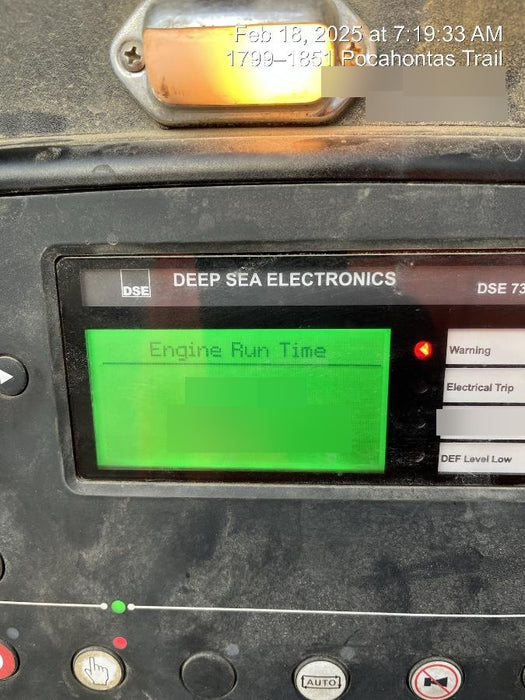 Feb 18, 2025 at 7:19:33 AM
1799–1851 Pocahontas Trail
DSE
DEEP SEA ELECTRONICS
DSE 73
Engine Run Time
Warning
Electrical Trip
DEF Level Low
AUTO